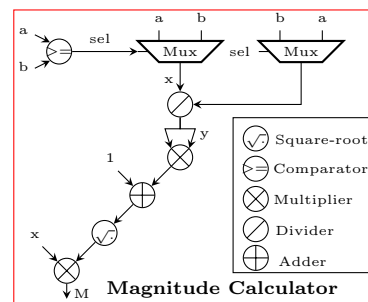 a b b a
a sel Mux sel Mux
>=
b
x
y
√. Square-root
1 >= Comparator
Multiplier
√. Divider
x
Adder
M Magnitude Calculator